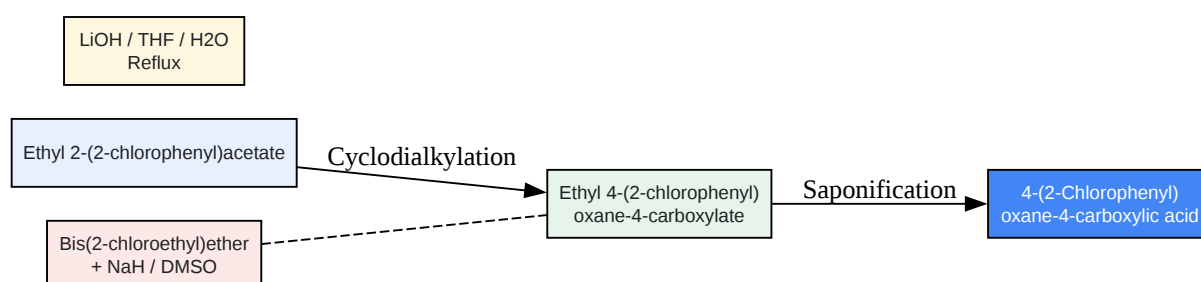 LiOH / THF / H2O
Reflux
Ethyl 2-(2-chlorophenyl)acetate
Cyclodialkylation
Bis(2-chloroethyl)ether
+ NaH / DMSO
Ethyl 4-(2-chlorophenyl)
oxane-4-carboxylate
Saponification
4-(2-Chlorophenyl)
oxane-4-carboxylic acid